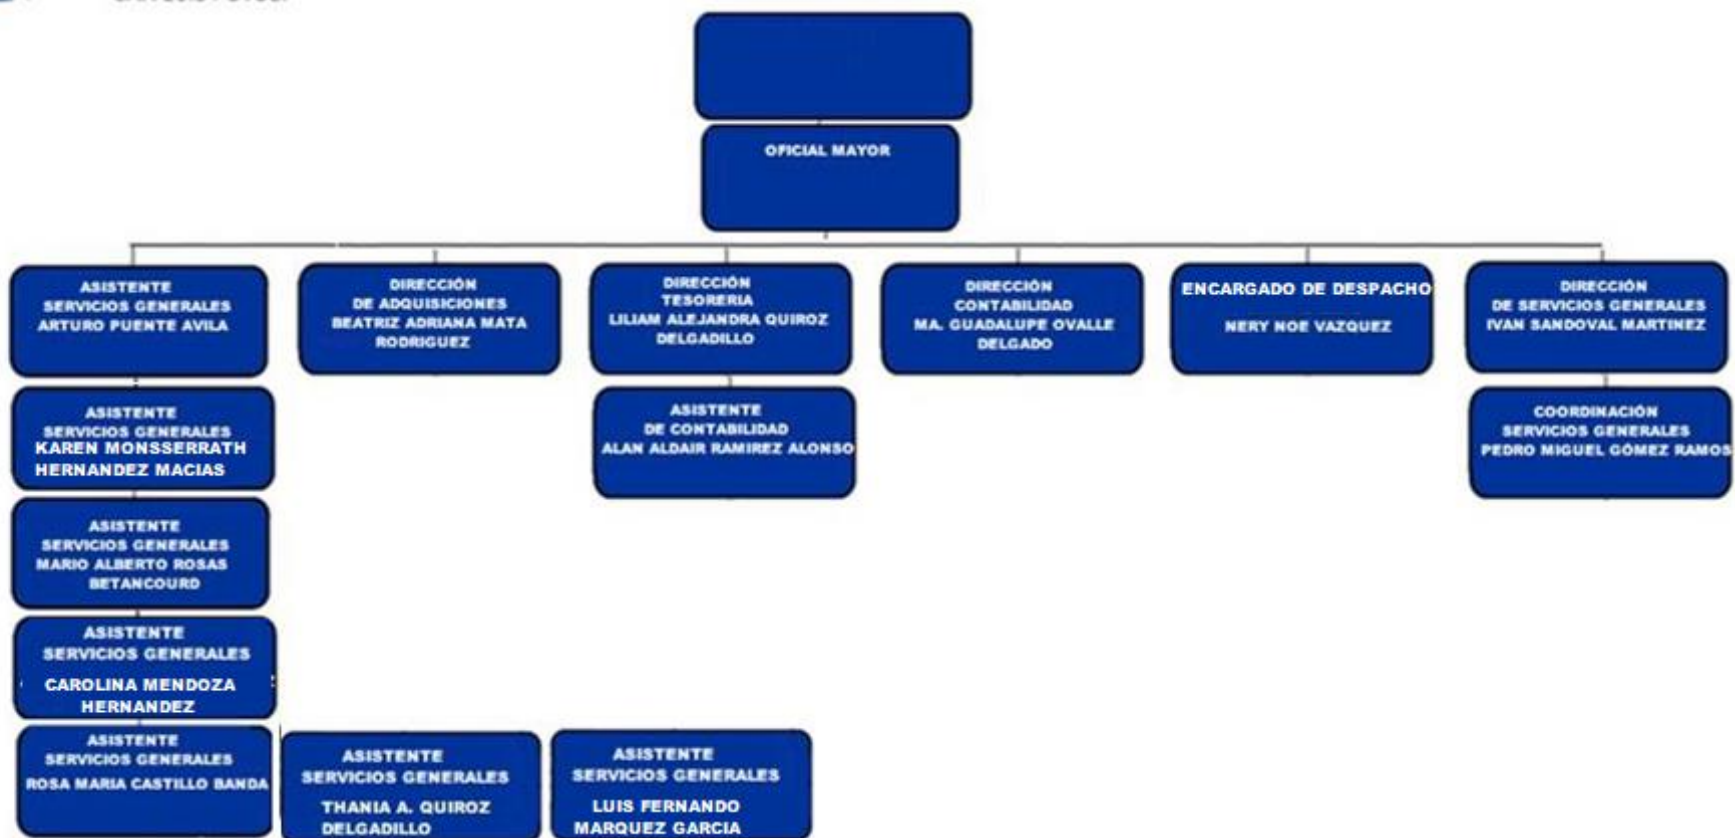 OFICIAL MAYOR
ASISTENTE
SERVICIOS GENERALES
ARTURO PUENTE AVILA
DIRECCIÓN
DE ADQUISICIONES
BEATRIZ ADRIANA MATA
RODRIGUEZ
DIRECCIÓN
TESORERIA
LILIAM ALEJANDRA QUIROZ
DELGADILLO
DIRECCIÓN
CONTABILIDAD
MA. GUADALUPE OVALLE
DELGADO
ENCARGADO DE DESPACHO
NERY NOE VAZQUEZ
DIRECCIÓN
DE SERVICIOS GENERALES
IVAN SANDOVAL MARTINEZ
ASISTENTE
SERVICIOS GENERALES
KAREN MONSSERRATH
HERNANDEZ MACIAS
ASISTENTE
DE CONTABILIDAD
ALAN ALDAIR RAMIREZ ALONSO
COORDINACIÓN
SERVICIOS GENERALES
PEDRO MIGUEL GÓMEZ RAMOS
ASISTENTE
SERVICIOS GENERALES
MARIO ALBERTO ROSAS
BETANCOURD
ASISTENTE
SERVICIOS GENERALES
CAROLINA MENDOZA
HERNANDEZ
ASISTENTE
SERVICIOS GENERALES
ROSA MARIA CASTILLO BANDA
ASISTENTE
SERVICIOS GENERALES
THANIA A. QUIROZ
DELGADILLO
ASISTENTE
SERVICIOS GENERALES
LUIS FERNANDO
MARQUEZ GARCIA